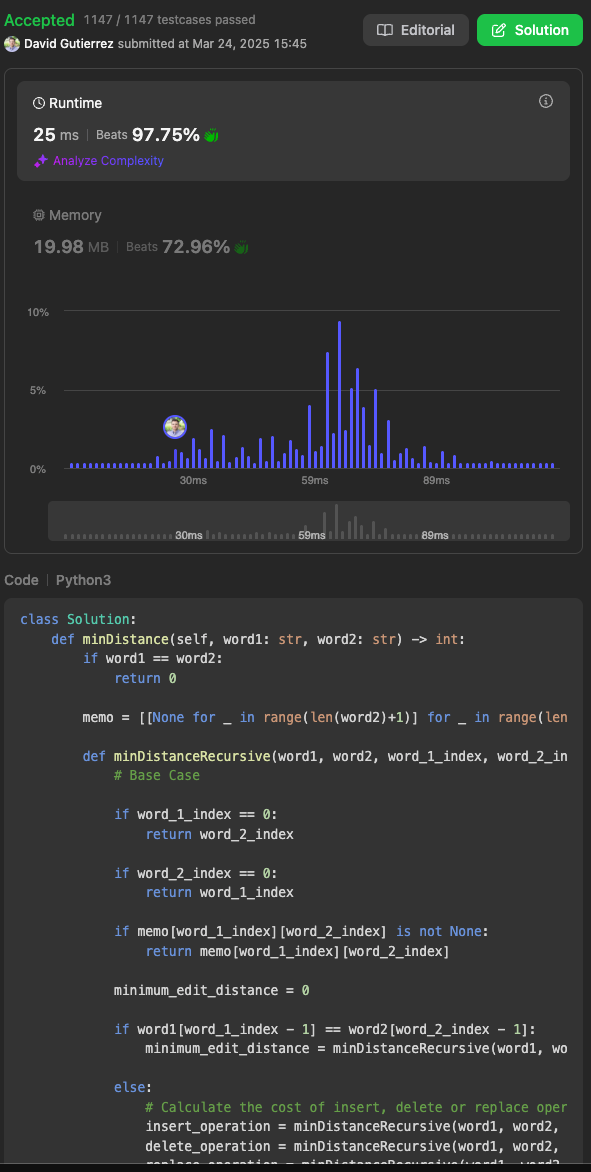 Accepted 1147 / 1147 testcases passed
David Gutierrez submitted at Mar 24, 2025 15:45
Editorial
Solution
Runtime
25 ms | Beats 97.75%
Analyze Complexity
Memory
19.98 MB | Beats 72.96%
10%
5%
0%
30ms 59ms 89ms
30ms 59ms 89ms
Code | Python3
class Solution:
    def minDistance(self, word1: str, word2: str) -> int:
        if word1 == word2:
            return 0
        memo = [[None for _ in range(len(word2)+1)] for _ in range(len
        def minDistanceRecursive(word1, word2, word_1_index, word_2_in
            # Base Case
            if word_1_index == 0:
                return word_2_index
            if word_2_index == 0:
                return word_1_index
            if memo[word_1_index][word_2_index] is not None:
                return memo[word_1_index][word_2_index]
            minimum_edit_distance = 0
            if word1[word_1_index - 1] == word2[word_2_index - 1]:
                minimum_edit_distance = minDistanceRecursive(word1, wo
            else:
                # Calculate the cost of insert, delete or replace oper
                insert_operation = minDistanceRecursive(word1, word2,
                delete_operation = minDistanceRecursive(word1, word2,